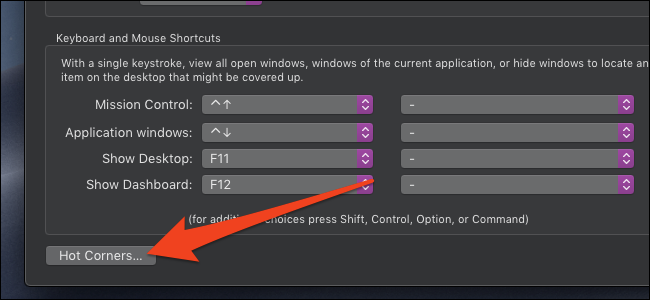 Keyboard and Mouse Shortcuts
With a single keystroke, view all open windows, windows of the current application, or hide windows to locate an
item on the desktop that might be covered up.
Mission Control: ^↑ -
Application windows: ^↓ -
Show Desktop: F11 -
Show Dashboard: F12 -
(for choices press Shift, Control, Option, or Command)
Hot Corners...